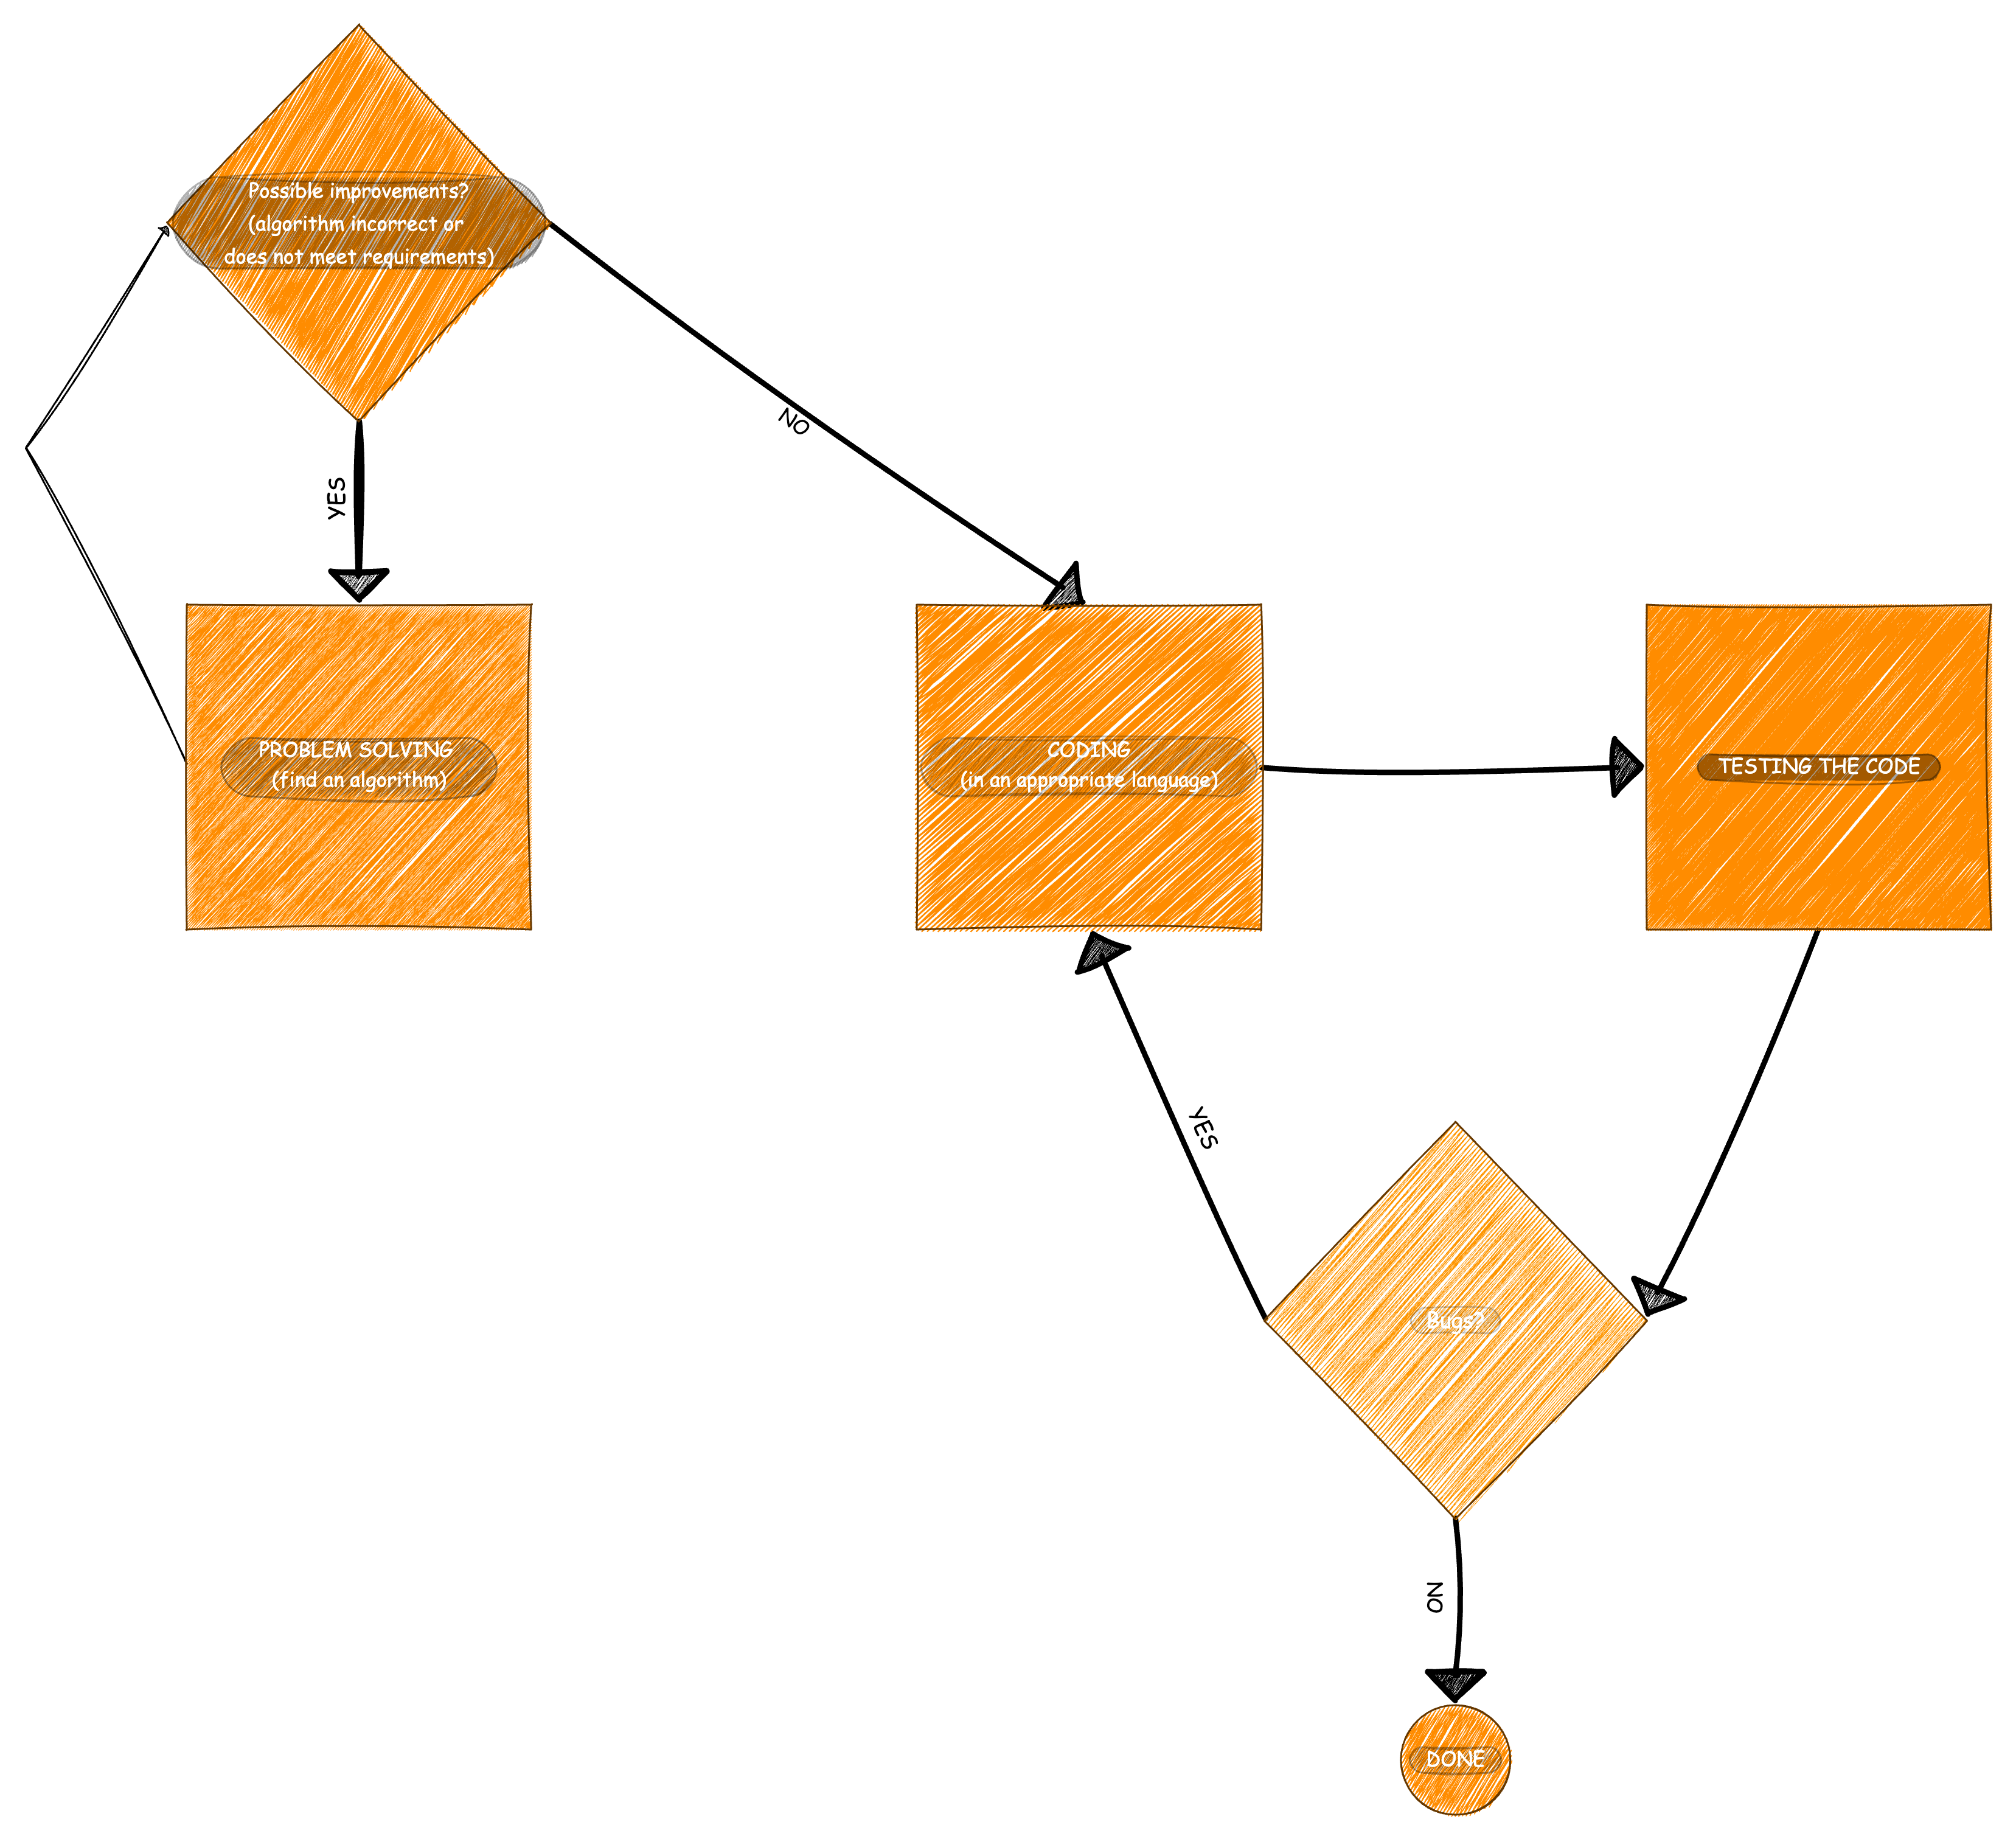 Possible improvements?
(algorithm incorrect or
does not meet requirements)
NO
YES
PROBLEM SOLVING
(find an algorithm)
CODING
(in an appropriate language)
TESTING THE CODE
YES
Bugs?
NO
DONE